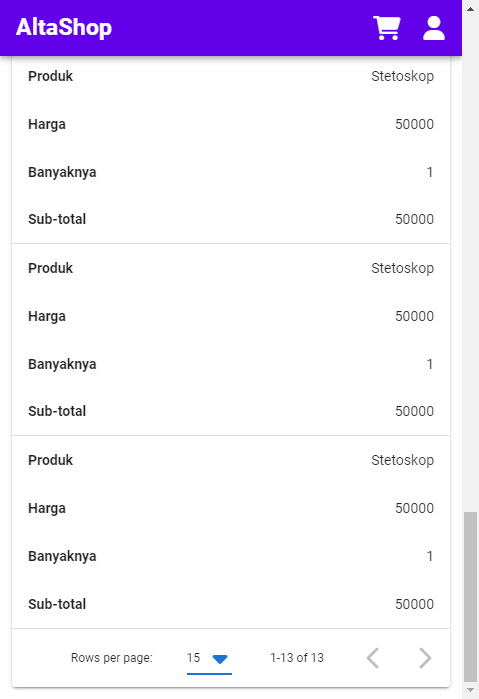 AltaShop
Produk Stetoskop
Harga 50000
Banyaknya 1
Sub-total 50000
Produk Stetoskop
Harga 50000
Banyaknya 1
Sub-total 50000
Produk Stetoskop
Harga 50000
Banyaknya 1
Sub-total 50000
Rows per page: 15 1-13 of 13